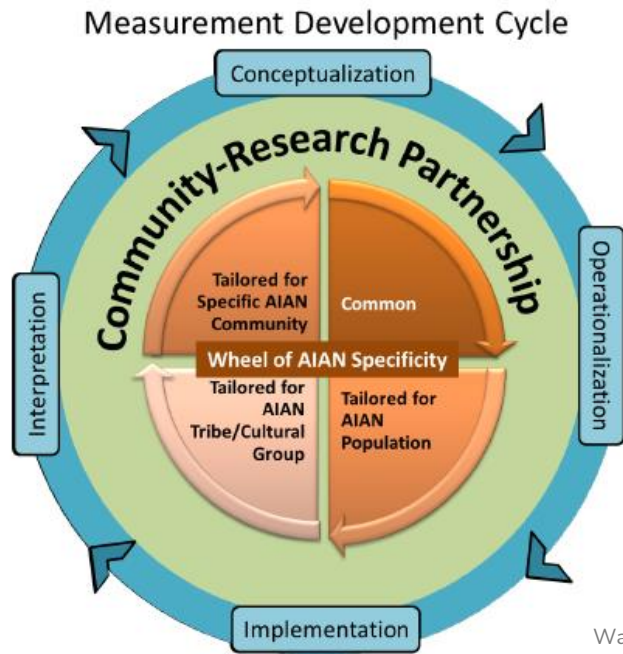 Measurement Development Cycle
Conceptualization
Community-Research Partnership
Operationalization
Interpretation
Tailored for
Specific AIAN
Community
Common
Wheel of AIAN Specificity
Tailored for
AIAN
Tribe/Cultural
Group
Tailored for
AIAN
Population
Implementation